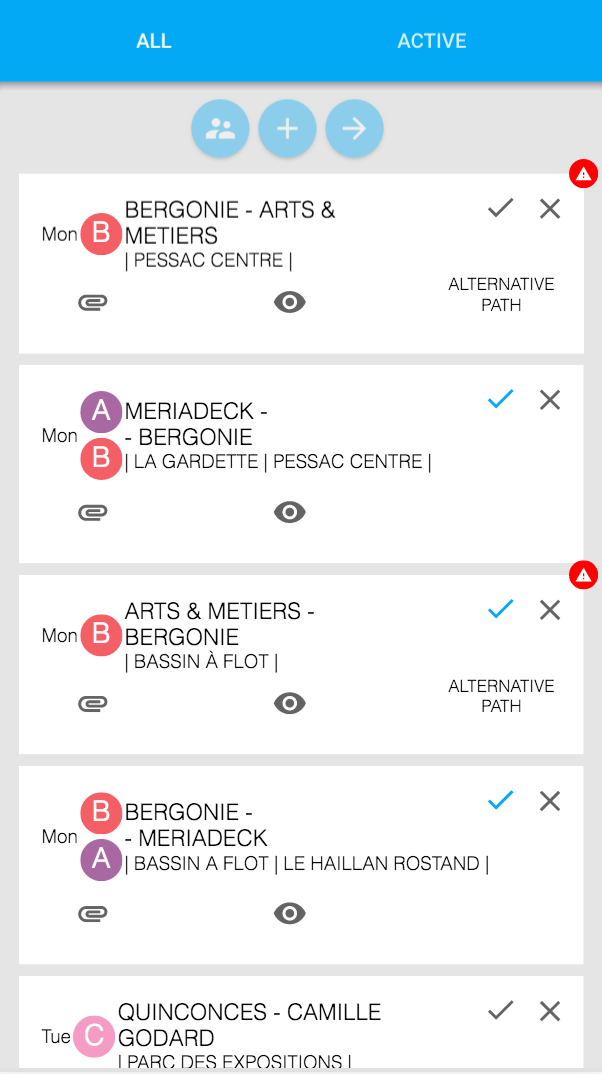 ALL ACTIVE
BERGONIE - ARTS &
Mon B METIERS
| PESSAC CENTRE |
ALTERNATIVE
PATH
A MERIADECK -
Mon - BERGONIE
B | LA GARDETTE | PESSAC CENTRE |
ARTS & METIERS -
Mon B BERGONIE
| BASSIN À FLOT |
ALTERNATIVE
PATH
B BERGONIE -
Mon - MERIADECK
A | BASSIN A FLOT | LE HAILLAN ROSTAND |
QUINCONCES - CAMILLE
Tue C GODARD
| PARC DES EXPOSITIONS |